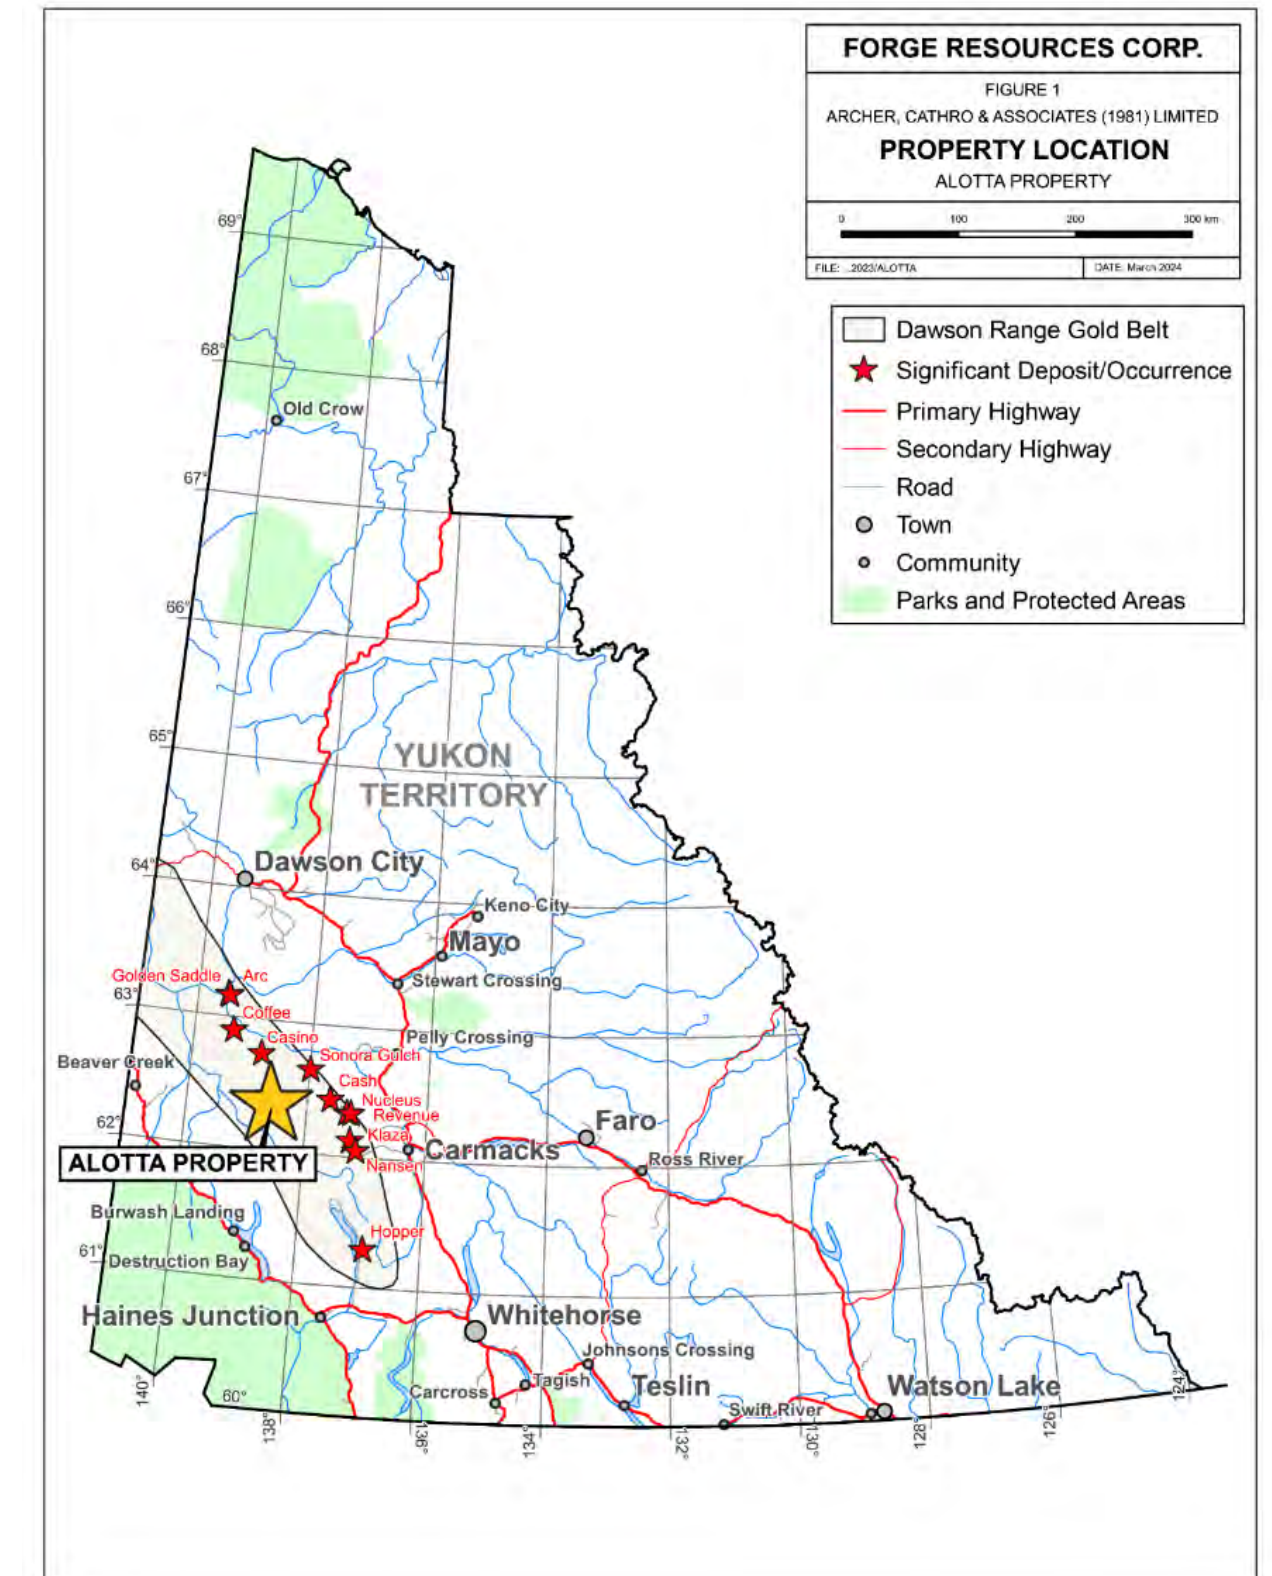 FORGE RESOURCES CORP.
FIGURE 1
ARCHER, CATHRO & ASSOCIATES (1981) LIMITED
PROPERTY LOCATION
ALOTTA PROPERTY
0 100 200 300 km
FILE: ...2023/ALOTTA
DATE: March 2024
Dawson Range Gold Belt
Significant Deposit/Occurrence
Primary Highway
Secondary Highway
Road
Town
Community
Parks and Protected Areas
69°
68°
Old Crow
67°
66°
65°
YUKON
TERRITORY
64°
Dawson City
Keno City
Mayo
Golden Saddle
Arc
Stewart Crossing
63°
Coffee
Casino
Pelly Crossing
Beaver Creek
Sonora Gulch
Cash
Nucleus
Revenue
62°
Klaza
Faro
Carmacks
ALOTTA PROPERTY
Nansen
Ross River
Burwash Landing
Hopper
61°
Destruction Bay
Haines Junction
Whitehorse
Johnsons Crossing
Tagish
Teslin
Watson Lake
Carcross
Swift River
60°
140°
138°
136°
134°
132°
130°
128°
126°
124°